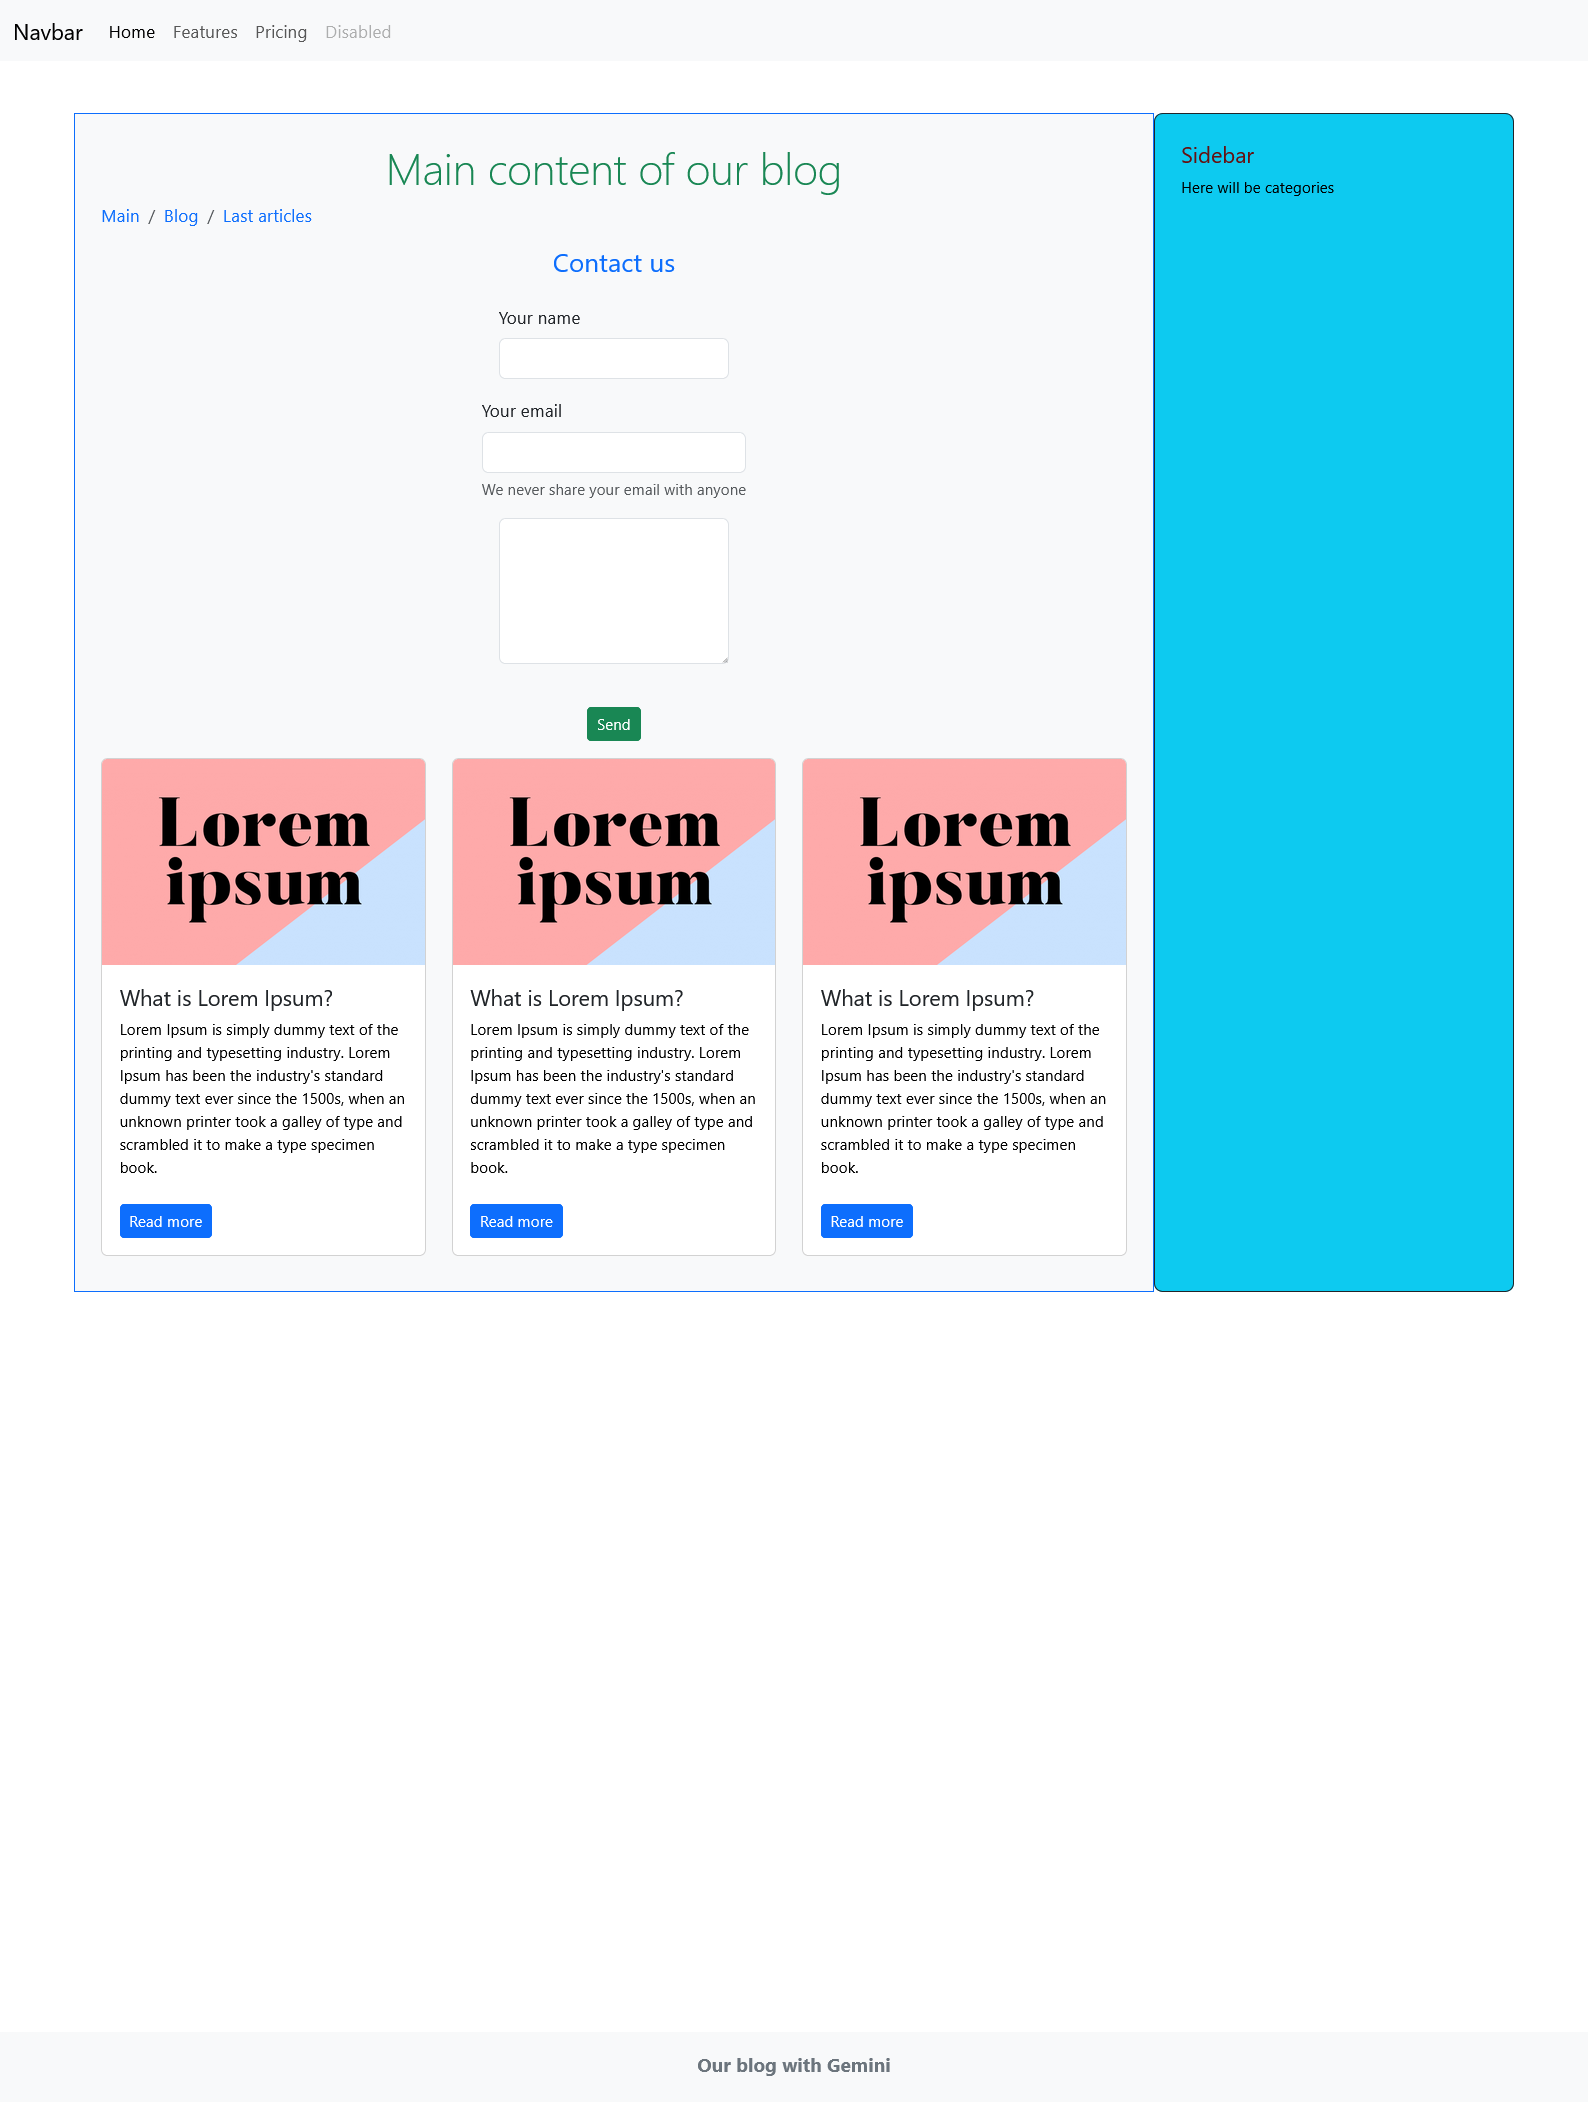 Navbar Home Features Pricing Disabled
Main content of our blog
Main / Blog / Last articles
Contact us
Your name
Your email
We never share your email with anyone
Send
Lorem
ipsum
What is Lorem Ipsum?
Lorem Ipsum is simply dummy text of the
printing and typesetting industry. Lorem
Ipsum has been the industry's standard
dummy text ever since the 1500s, when an
unknown printer took a galley of type and
scrambled it to make a type specimen
book.
Read more
Lorem
ipsum
What is Lorem Ipsum?
Lorem Ipsum is simply dummy text of the
printing and typesetting industry. Lorem
Ipsum has been the industry's standard
dummy text ever since the 1500s, when an
unknown printer took a galley of type and
scrambled it to make a type specimen
book.
Read more
Lorem
ipsum
What is Lorem Ipsum?
Lorem Ipsum is simply dummy text of the
printing and typesetting industry. Lorem
Ipsum has been the industry's standard
dummy text ever since the 1500s, when an
unknown printer took a galley of type and
scrambled it to make a type specimen
book.
Read more
Sidebar
Here will be categories
Our blog with Gemini